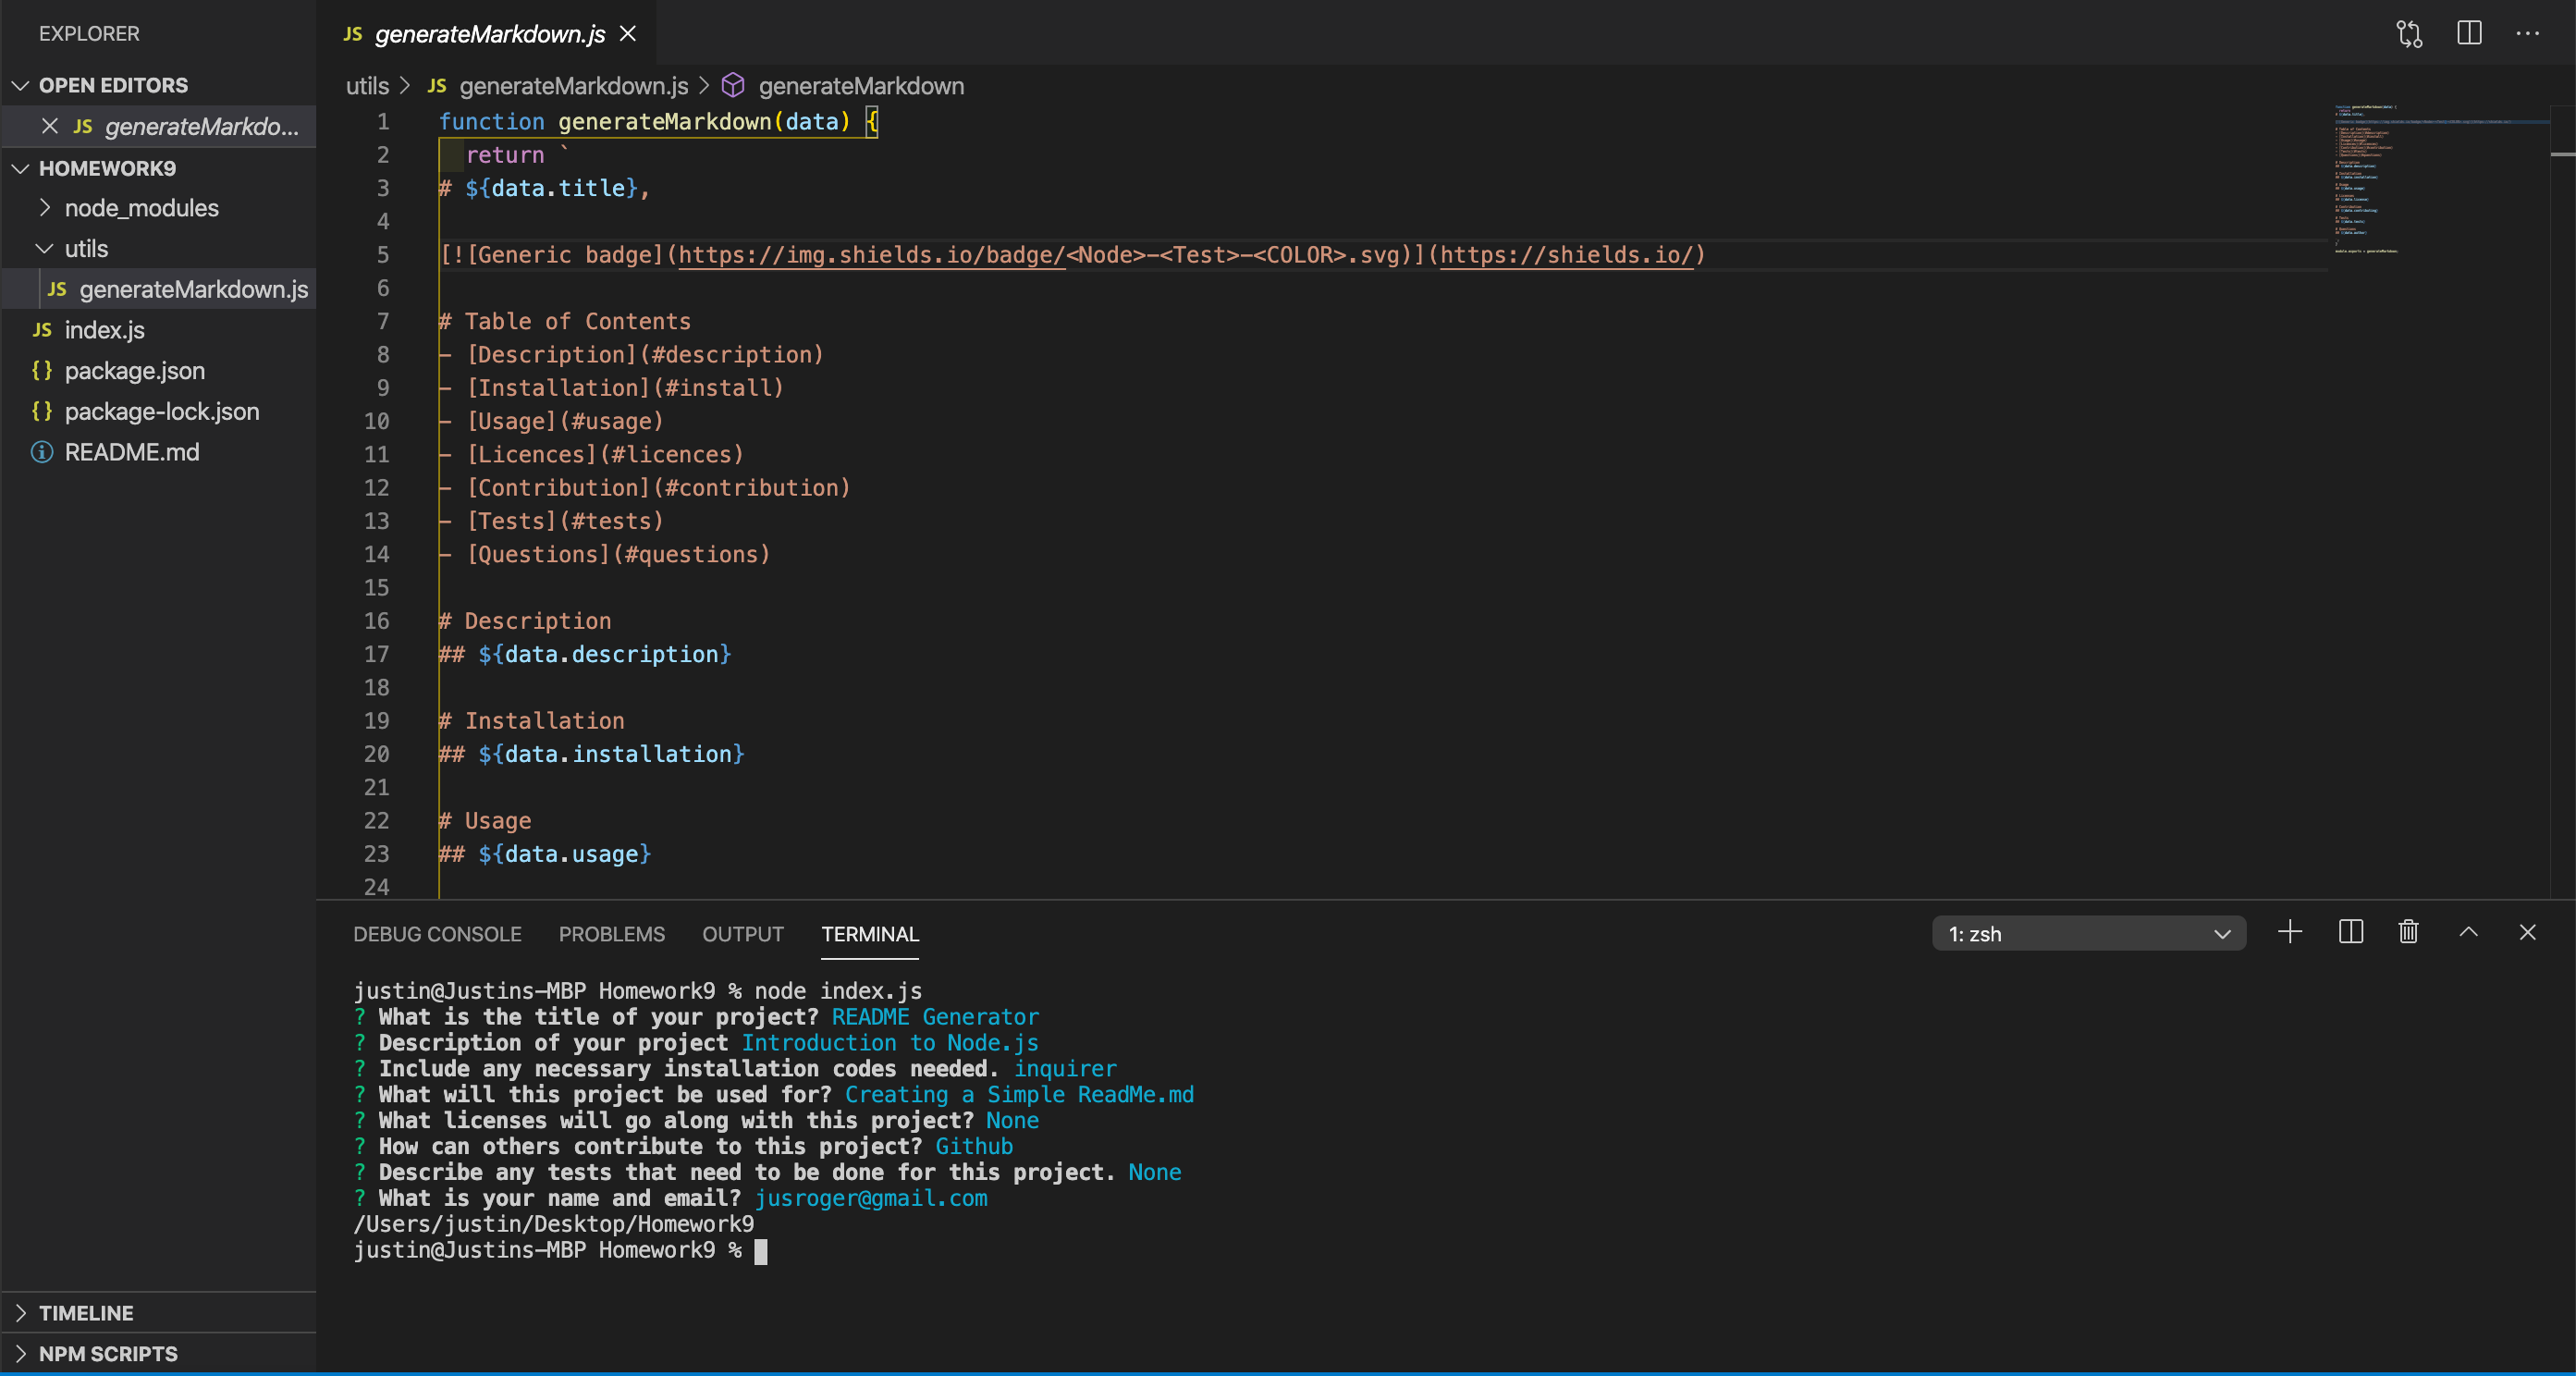 EXPLORER
OPEN EDITORS
JS generateMarkdo...
HOMEWORK9
node_modules
utils
JS generateMarkdown.js
JS index.js
{} package.json
{} package-lock.json
README.md
TIMELINE
NPM SCRIPTS
JS generateMarkdown.js
utils > JS generateMarkdown.js > generateMarkdown
1 function generateMarkdown(data) {
2 return `
3 # ${data.title},
4
5 [![Generic badge](https://img.shields.io/badge/<Node>-<Test>-<COLOR>.svg)](https://shields.io/)
6
7 # Table of Contents
8 - [Description](#description)
9 - [Installation](#install)
10 - [Usage](#usage)
11 - [Licences](#licences)
12 - [Contribution](#contribution)
13 - [Tests](#tests)
14 - [Questions](#questions)
15
16 # Description
17 ## ${data.description}
18
19 # Installation
20 ## ${data.installation}
21
22 # Usage
23 ## ${data.usage}
24
DEBUG CONSOLE PROBLEMS OUTPUT TERMINAL 1: zsh
justin@Justins-MBP Homework9 % node index.js
? What is the title of your project? README Generator
? Description of your project Introduction to Node.js
? Include any necessary installation codes needed. inquirer
? What will this project be used for? Creating a Simple ReadMe.md
? What licenses will go along with this project? None
? How can others contribute to this project? Github
? Describe any tests that need to be done for this project. None
? What is your name and email? jusroger@gmail.com
/Users/justin/Desktop/Homework9
justin@Justins-MBP Homework9 %